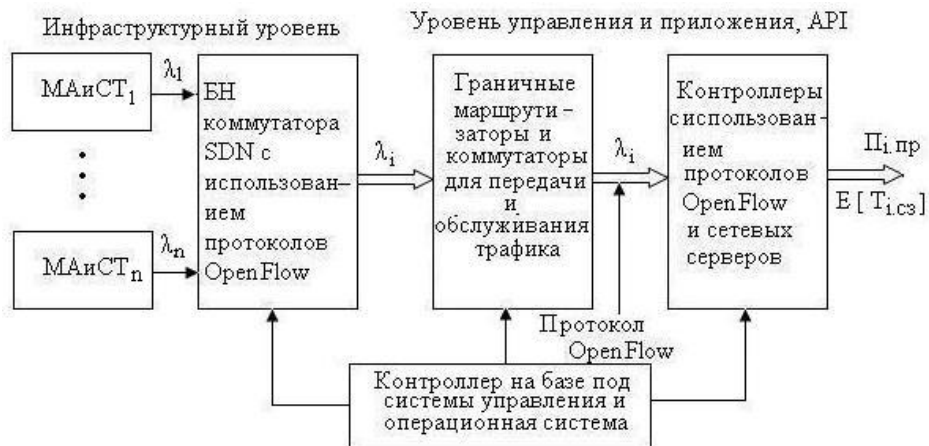 Инфраструктурный уровень
Уровень управления и приложения, API
МАиСТ1
λ1
МАиСТn
λn
БН
коммутатора
SDN с
использован–
ием
протоколов
OpenFlow
λi
Граничные
маршрути –
заторы и
коммутаторы
для передачи
и
обслуживания
трафика
λi
Протокол
OpenFlow
Контроллеры
с использован–
ием
протоколов
OpenFlow
и сетевых
серверов
Пi.пр
E [ Ti.сз ]
Контроллер на базе под
системы управления и
операционная система